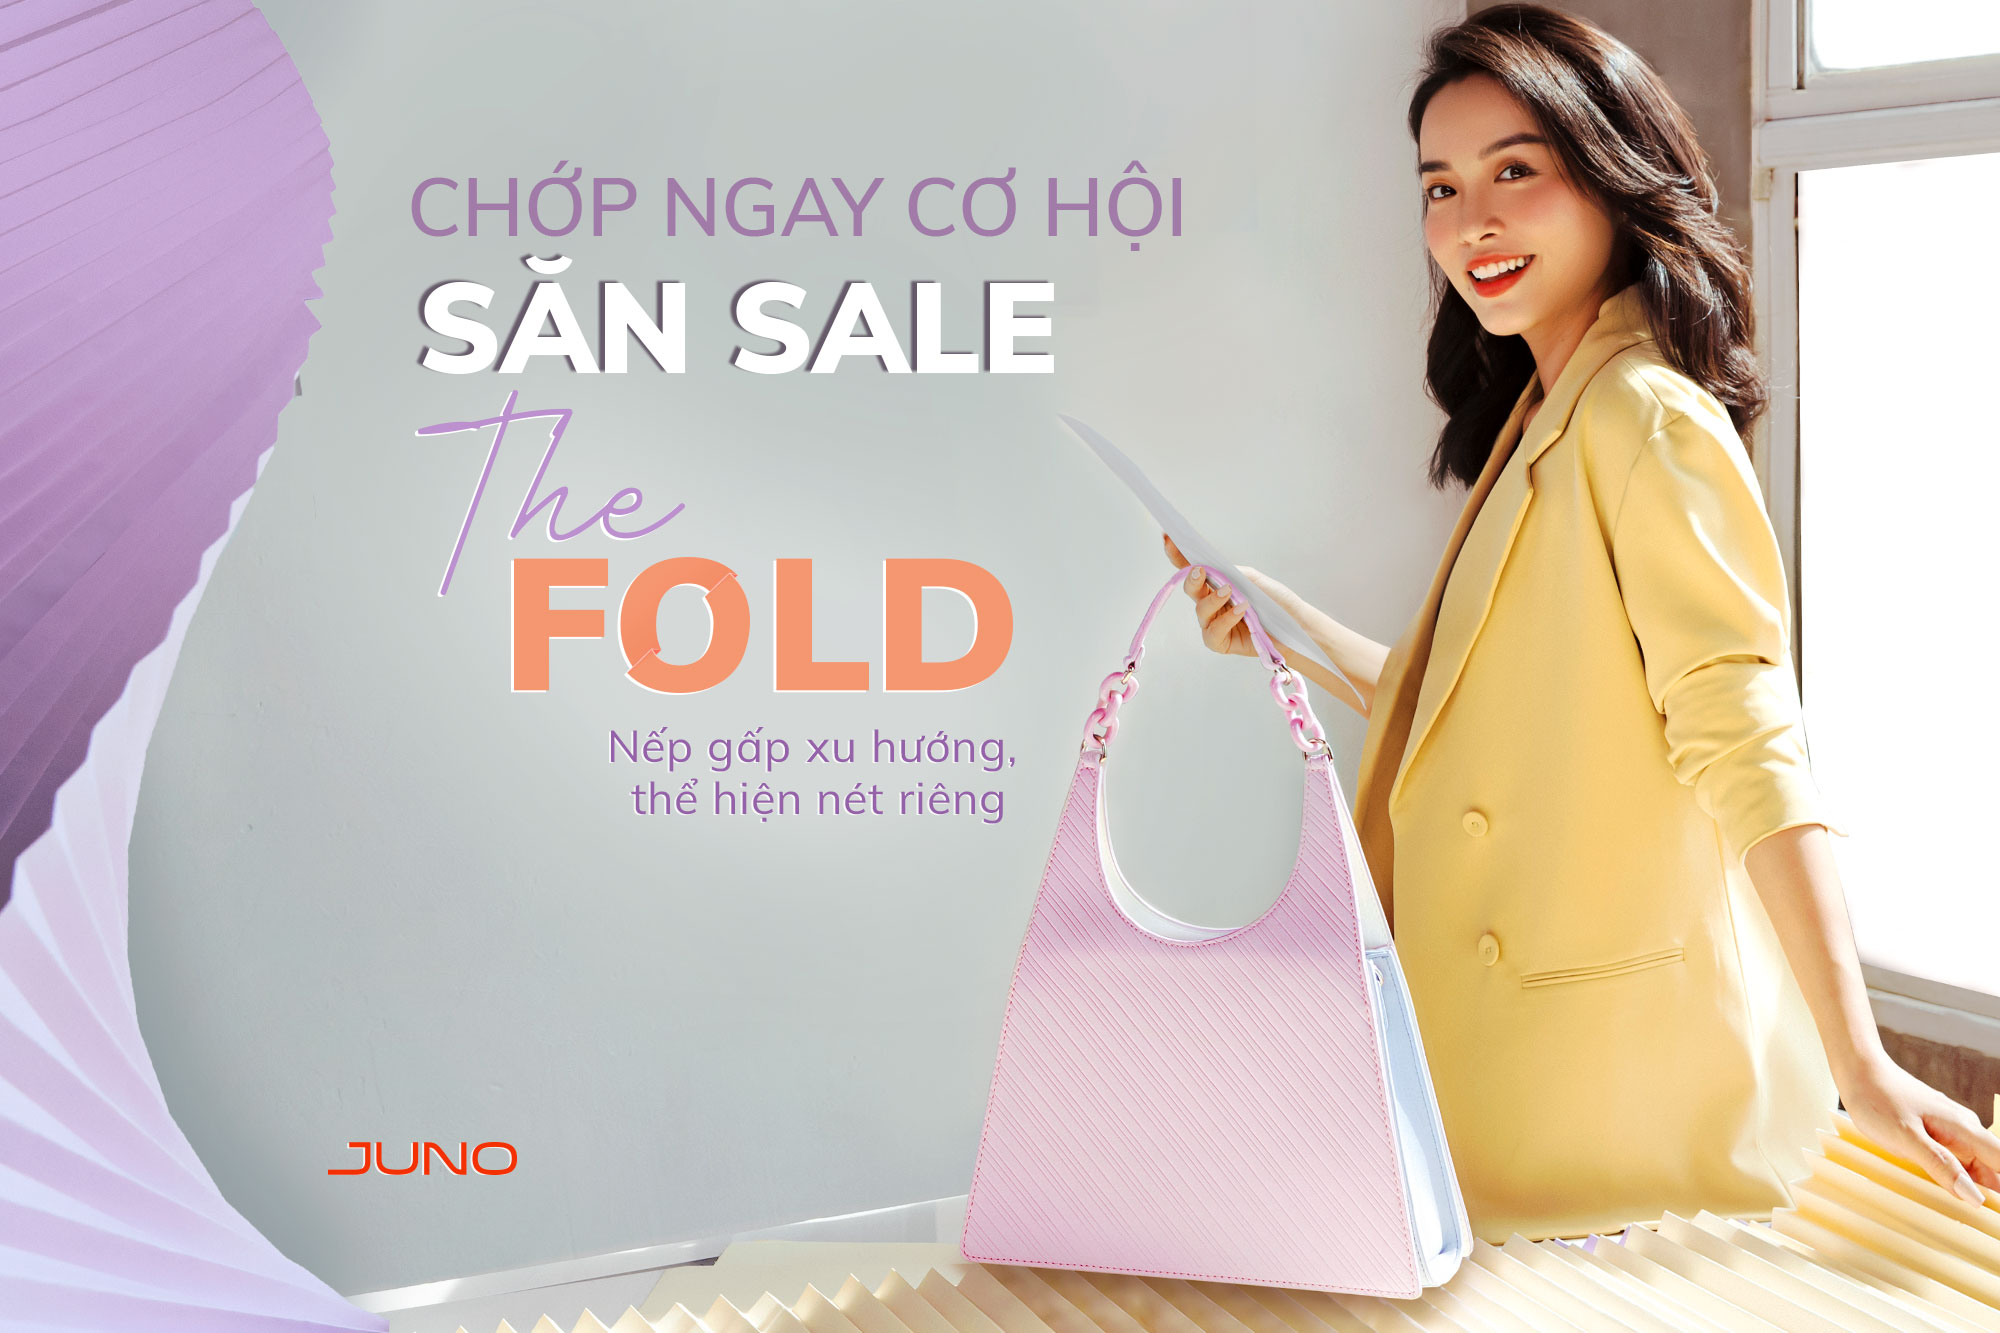 CHỚP NGAY CƠ HỘI
SĂN SALE
The
FOLD
Nếp gấp xu hướng,
thể hiện nét riêng
JUNO